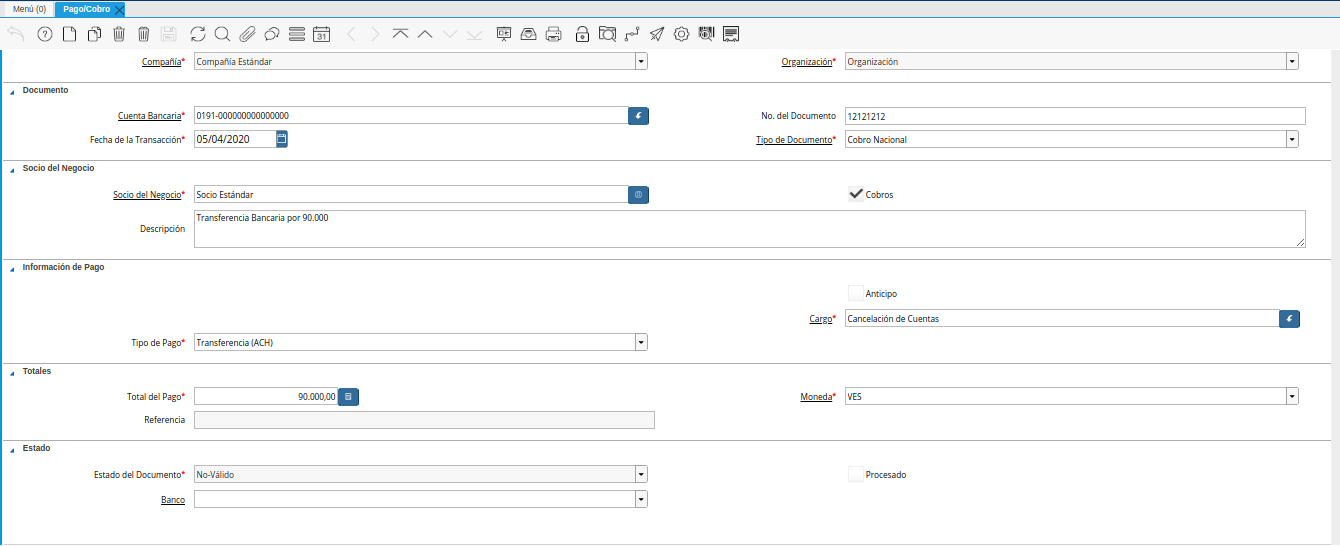 Menú (0) Pago/Cobro
31
Compañía* Compañía Estándar Organización* Organización
Documento
Cuenta Bancaria* 0191-000000000000000 No. del Documento 12121212
Fecha de la Transacción* 05/04/2020 Tipo de Documento* Cobro Nacional
Socio del Negocio
Socio del Negocio* Socio Estándar Cobros
Descripción Transferencia Bancaria por 90.000
Información de Pago
Anticipo
Cargo* Cancelación de Cuentas
Tipo de Pago* Transferencia (ACH)
Totales
Total del Pago* 90.000,00 Moneda* VES
Referencia
Estado
Estado del Documento* No-Válido Procesado
Banco